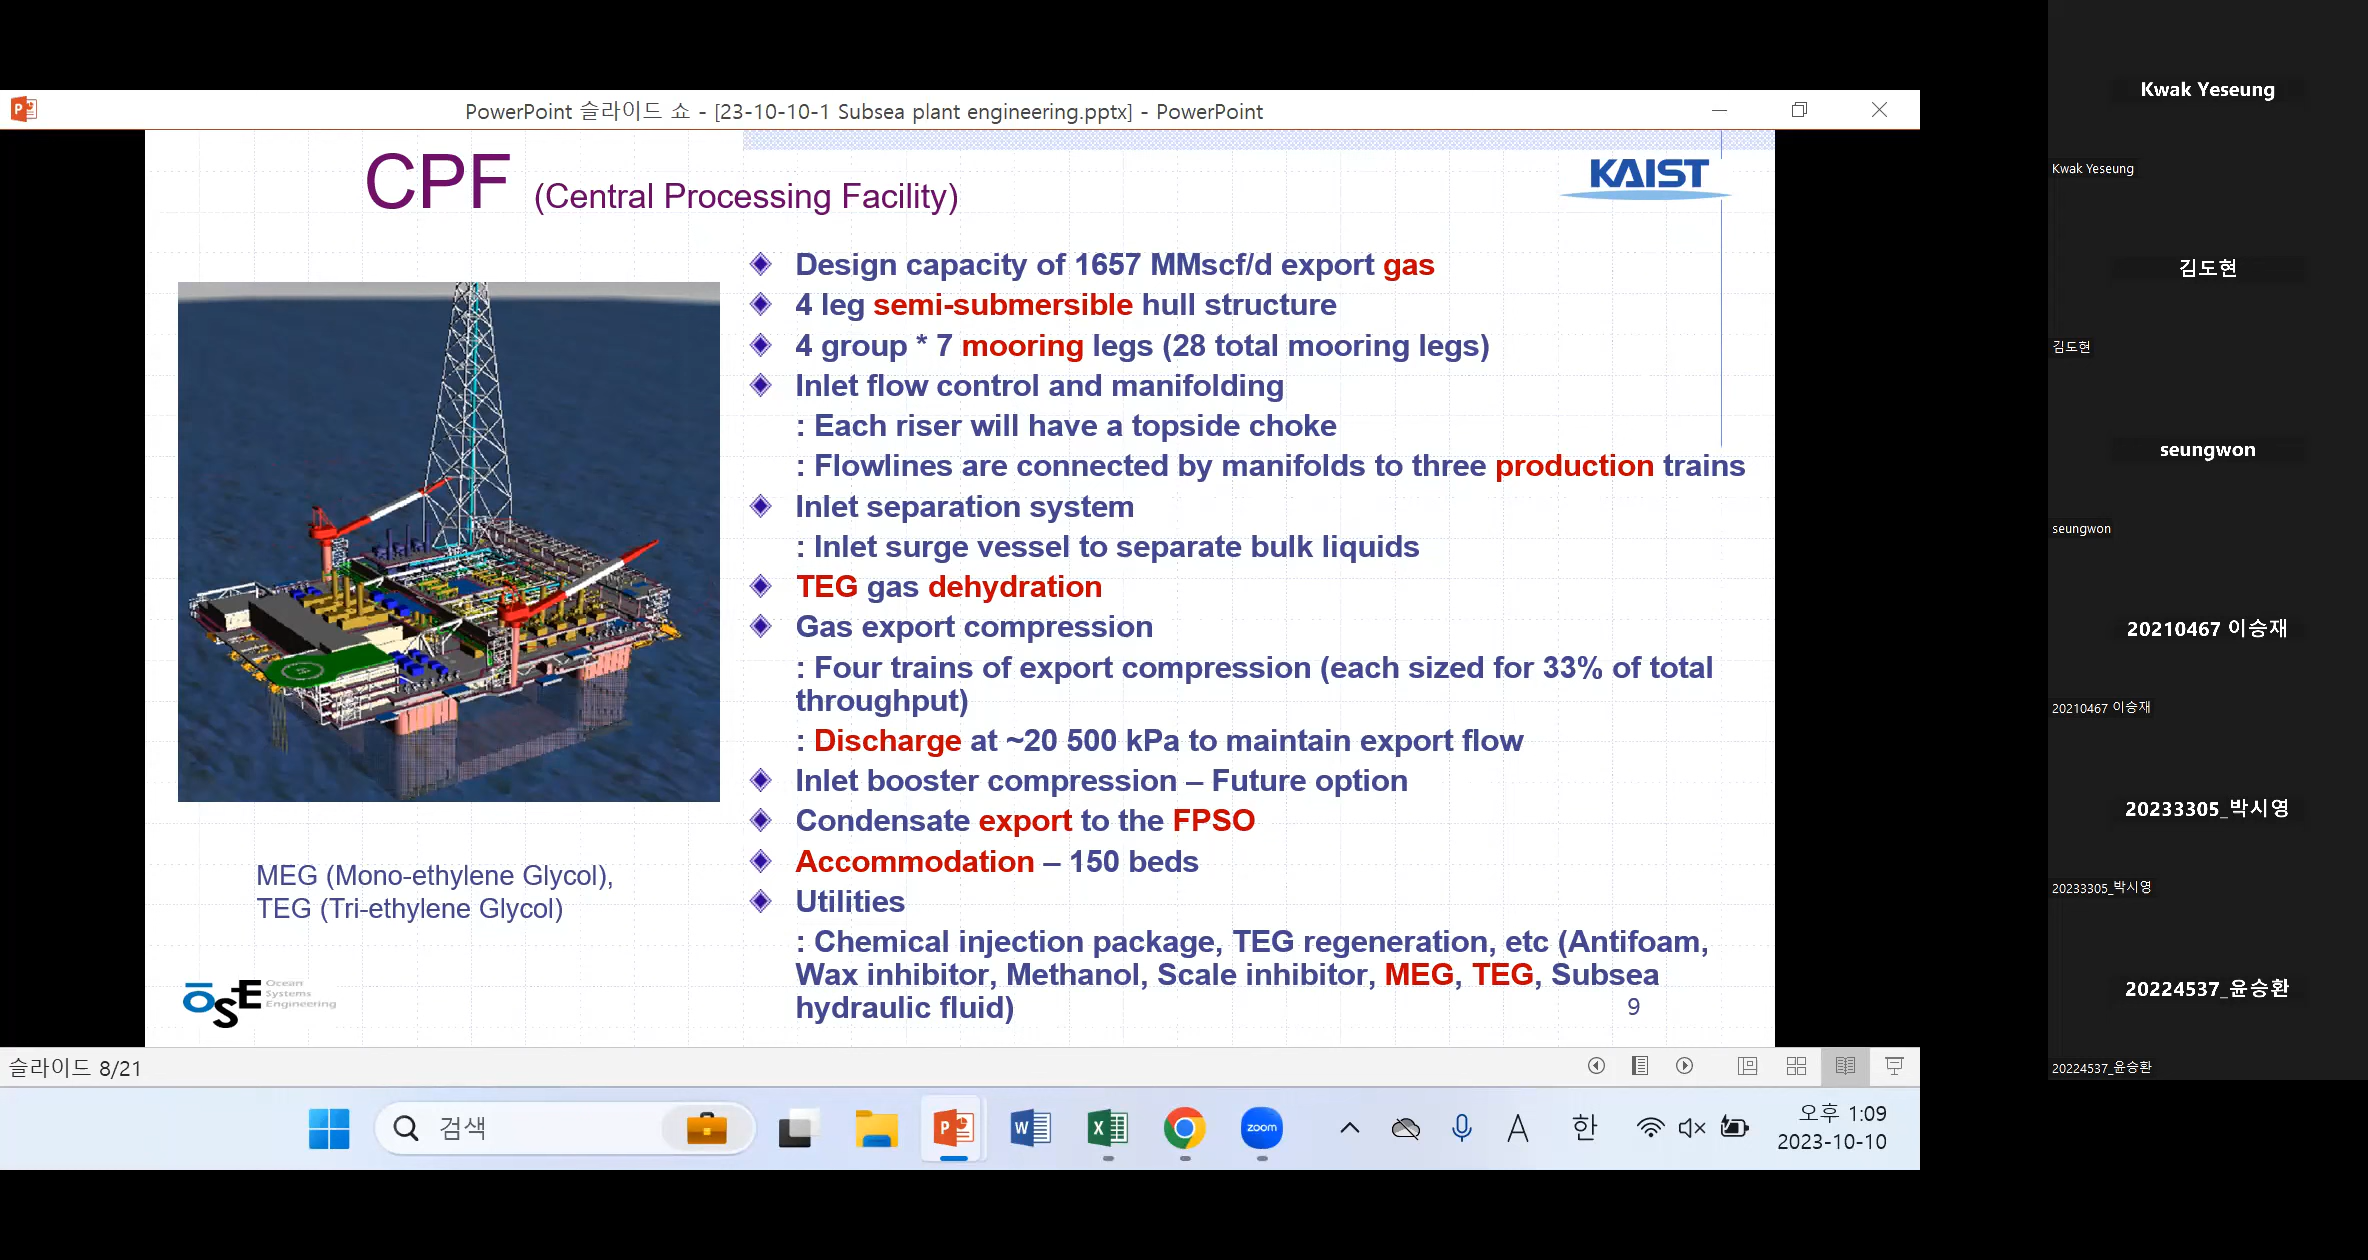 PowerPoint 슬라이드 쇼 - [23-10-10-1 Subsea plant engineering.pptx] - PowerPoint
CPF (Central Processing Facility)
KAIST
Design capacity of 1657 MMscf/d export gas
4 leg semi-submersible hull structure
4 group * 7 mooring legs (28 total mooring legs)
Inlet flow control and manifolding
: Each riser will have a topside choke
: Flowlines are connected by manifolds to three production trains
Inlet separation system
: Inlet surge vessel to separate bulk liquids
TEG gas dehydration
Gas export compression
: Four trains of export compression (each sized for 33% of total
throughput)
: Discharge at ~20 500 kPa to maintain export flow
Inlet booster compression – Future option
Condensate export to the FPSO
Accommodation – 150 beds
Utilities
: Chemical injection package, TEG regeneration, etc (Antifoam,
Wax inhibitor, Methanol, Scale inhibitor, MEG, TEG, Subsea
hydraulic fluid)
MEG (Mono-ethylene Glycol),
TEG (Tri-ethylene Glycol)
OSE
Ocean
Systems
Engineering
9
슬라이드 8/21
검색
zoom
A
한
오후 1:09
2023-10-10
Kwak Yeseung
Kwak Yeseung
김도현
김도현
seungwon
seungwon
20210467 이승재
20210467 이승재
20233305_박시영
20233305_박시영
20224537_윤승환
20224537_윤승환